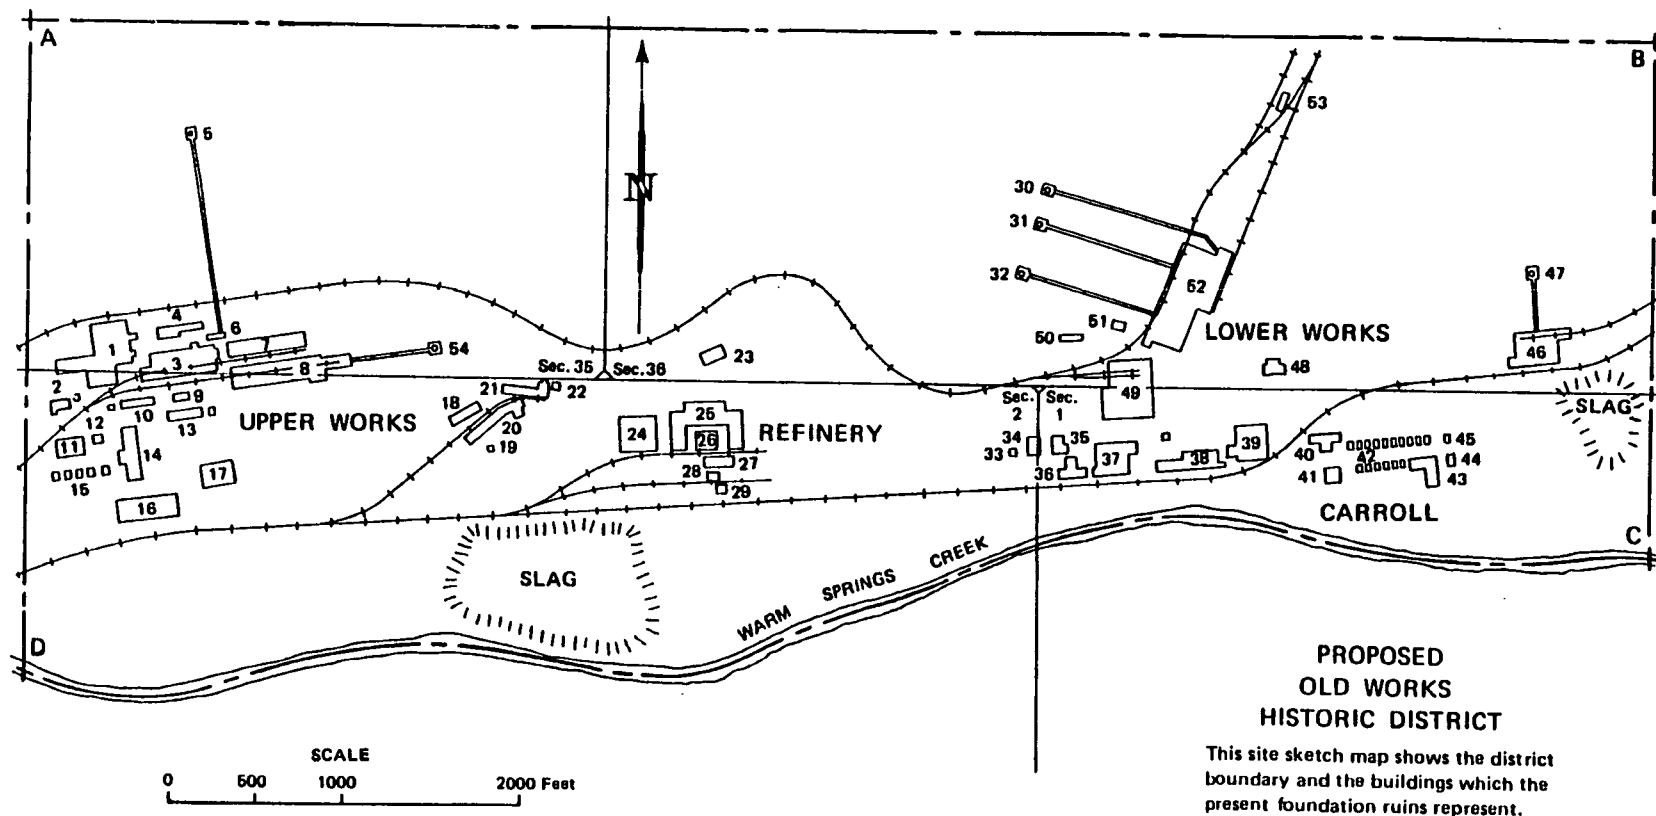 A
B
5
53
N
30
31
32
52
47
4
6
1
3
7
54
8
51
50
LOWER WORKS
46
23
48
Sec. 35
Sec. 36
2
3
9
10
12
13
21
22
18
UPPER WORKS
20
19
24
25
26
REFINERY
27
28
29
Sec.
2
Sec.
1
49
SLAG
11
14
15
16
17
34
33
35
36
37
38
39
40
42
45
44
41
43
CARROLL
C
SLAG
WARM SPRINGS CREEK
D
PROPOSED
OLD WORKS
HISTORIC DISTRICT
This site sketch map shows the district
boundary and the buildings which the
present foundation ruins represent.
SCALE
0 500 1000 2000 Feet